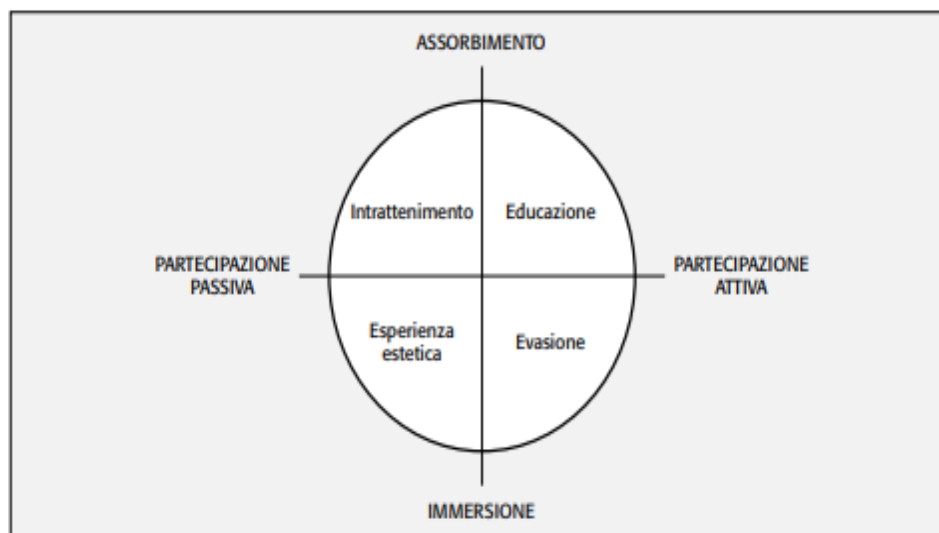 ASSORBIMENTO
Intrattenimento
Educazione
PARTECIPAZIONE
PASSIVA
PARTECIPAZIONE
ATTIVA
Esperienza
estetica
Evasione
IMMERSIONE